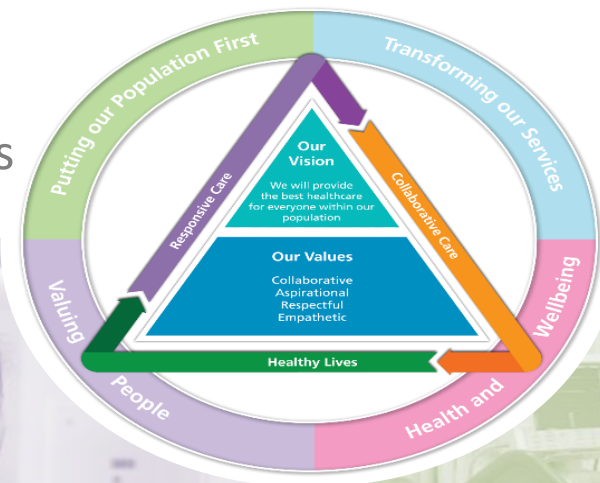 Putting our Population First
Transforming our Services
Valuing People
Health and Wellbeing
Responsive Care
Collaborative Care
Healthy Lives
Our
Vision
We will provide
the best healthcare
for everyone within our
population
Our Values
Collaborative
Aspirational
Respectful
Empathetic